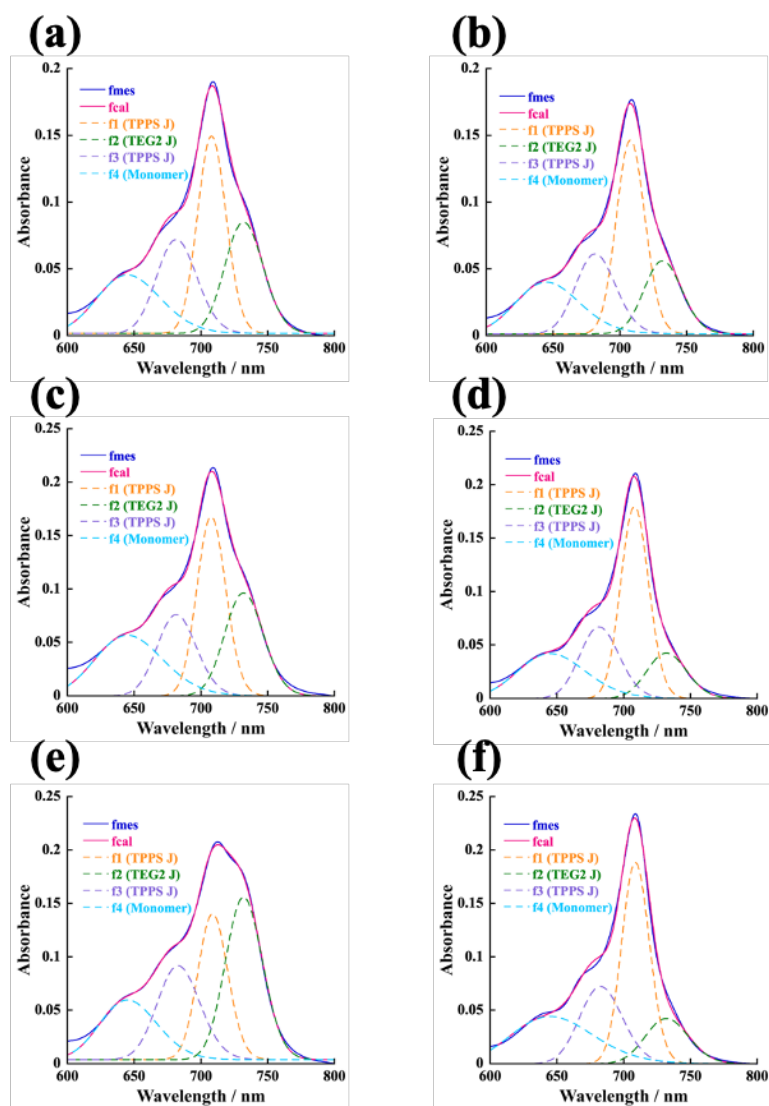 (a)
0.2
0.15
0.1
0.05
0
Absorbance
fmes
fcal
f1 (TPPS J)
f2 (TEG2 J)
f3 (TPPS J)
f4 (Monomer)
600 650 700 750 800
Wavelength / nm
(b)
0.2
0.15
0.1
0.05
0
Absorbance
fmes
fcal
f1 (TPPS J)
f2 (TEG2 J)
f3 (TPPS J)
f4 (Monomer)
600 650 700 750 800
Wavelength / nm
(c)
0.25
0.2
0.15
0.1
0.05
0
Absorbance
fmes
fcal
f1 (TPPS J)
f2 (TEG2 J)
f3 (TPPS J)
f4 (Monomer)
600 650 700 750 800
Wavelength / nm
(d)
0.25
0.2
0.15
0.1
0.05
0
Absorbance
fmes
fcal
f1 (TPPS J)
f2 (TEG2 J)
f3 (TPPS J)
f4 (Monomer)
600 650 700 750 800
Wavelength / nm
(e)
0.25
0.2
0.15
0.1
0.05
0
Absorbance
fmes
fcal
f1 (TPPS J)
f2 (TEG2 J)
f3 (TPPS J)
f4 (Monomer)
600 650 700 750 800
Wavelength / nm
(f)
0.25
0.2
0.15
0.1
0.05
0
Absorbance
fmes
fcal
f1 (TPPS J)
f2 (TEG2 J)
f3 (TPPS J)
f4 (Monomer)
600 650 700 750 800
Wavelength / nm